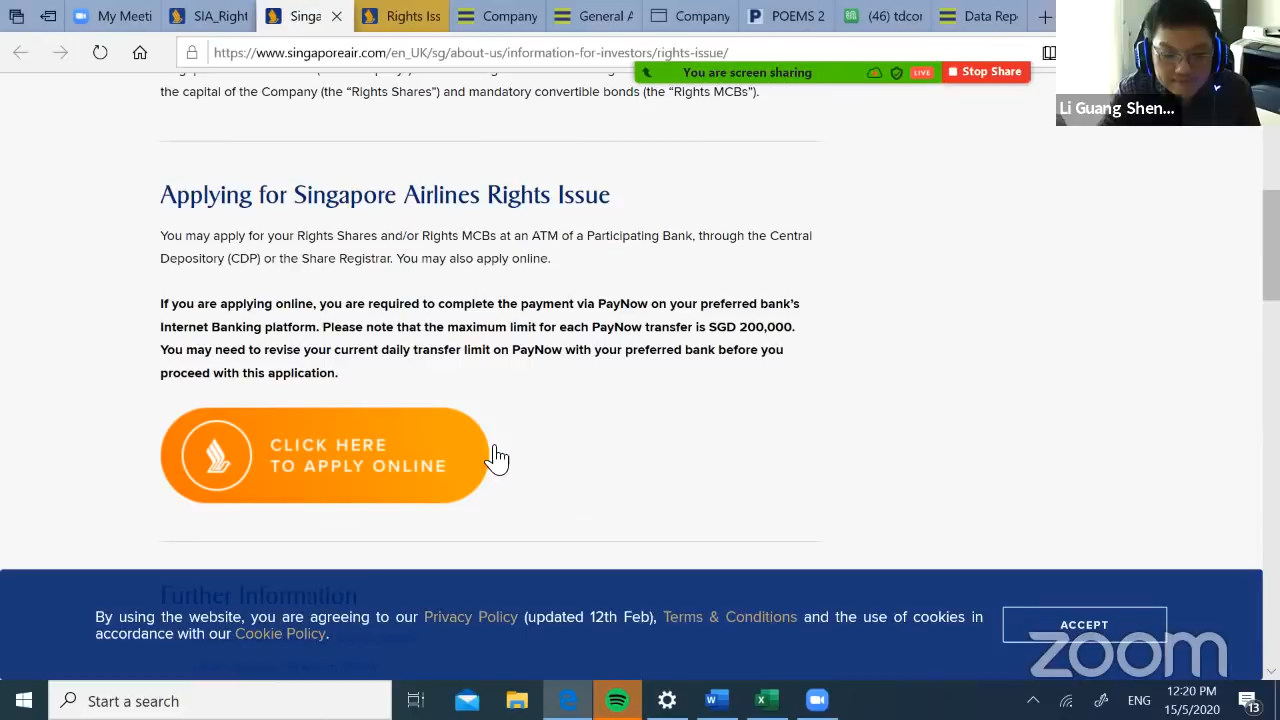 Meeti
SIA_Righ
Singa
Rights Iss
Company
General A
Company
POEMS 2
(46) tdcor
Data Rep
https://www.singaporeair.com/en_UK/sg/about-us/information-for-investors/rights-issue/
You are screen sharing
LIVE
Stop Share
the capital of the Company (the “Rights Shares”) and mandatory convertible bonds (the “Rights MCBs”).
Li Guang Shen...
Applying for Singapore Airlines Rights Issue
You may apply for your Rights Shares and/or Rights MCBs at an ATM of a Participating Bank, through the Central
Depository (CDP) or the Share Registrar. You may also apply online.
If you are applying online, you are required to complete the payment via PayNow on your preferred bank’s
Internet Banking platform. Please note that the maximum limit for each PayNow transfer is SGD 200,000.
You may need to revise your current daily transfer limit on PayNow with your preferred bank before you
proceed with this application.
CLICK HERE
TO APPLY ONLINE
Further Information
By using the website, you are agreeing to our Privacy Policy (updated 12th Feb), Terms & Conditions and the use of cookies in
accordance with our Cookie Policy.
ACCEPT
zoom
Start a search
ENG
12:20 PM
15/5/2020
13